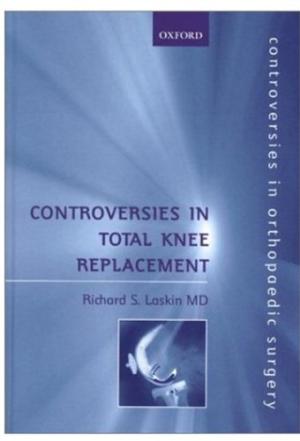 OXFORD
controversies in orthopaedic surgery
CONTROVERSIES IN
TOTAL KNEE
REPLACEMENT
Richard S. Laskin MD